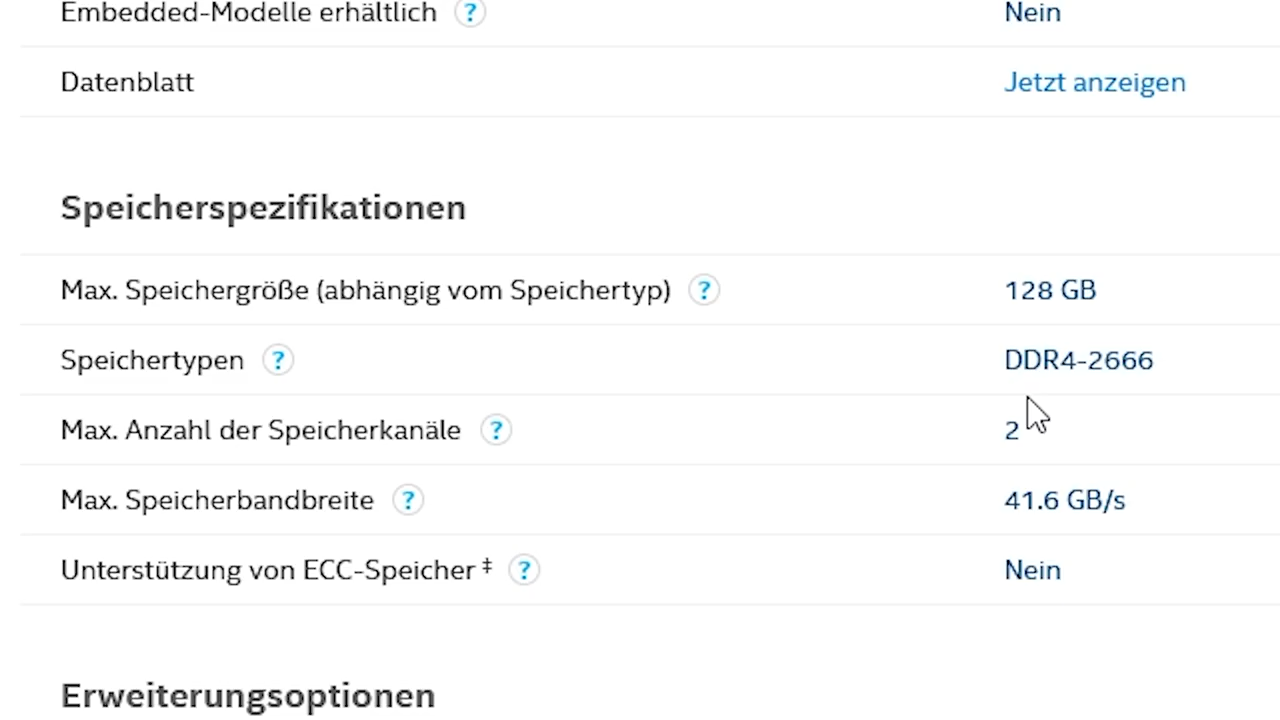 Embedded-Modelle erhältlich ? Nein
Datenblatt Jetzt anzeigen
Speicherspezifikationen
Max. Speichergröße (abhängig vom Speichertyp) ? 128 GB
Speichertypen ? DDR4-2666
Max. Anzahl der Speicherkanäle ? 2
Max. Speicherbandbreite ? 41.6 GB/s
Unterstützung von ECC-Speicher ‡ ? Nein
Erweiterungsoptionen